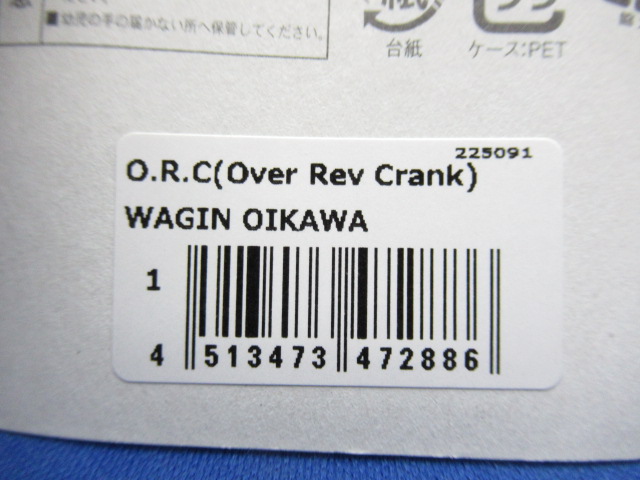 ■幼児の手の届かない所へ保管してください。
台紙
ケース:PET
225091
O.R.C(Over Rev Crank)
WAGIN OIKAWA
1
4 513473 472886